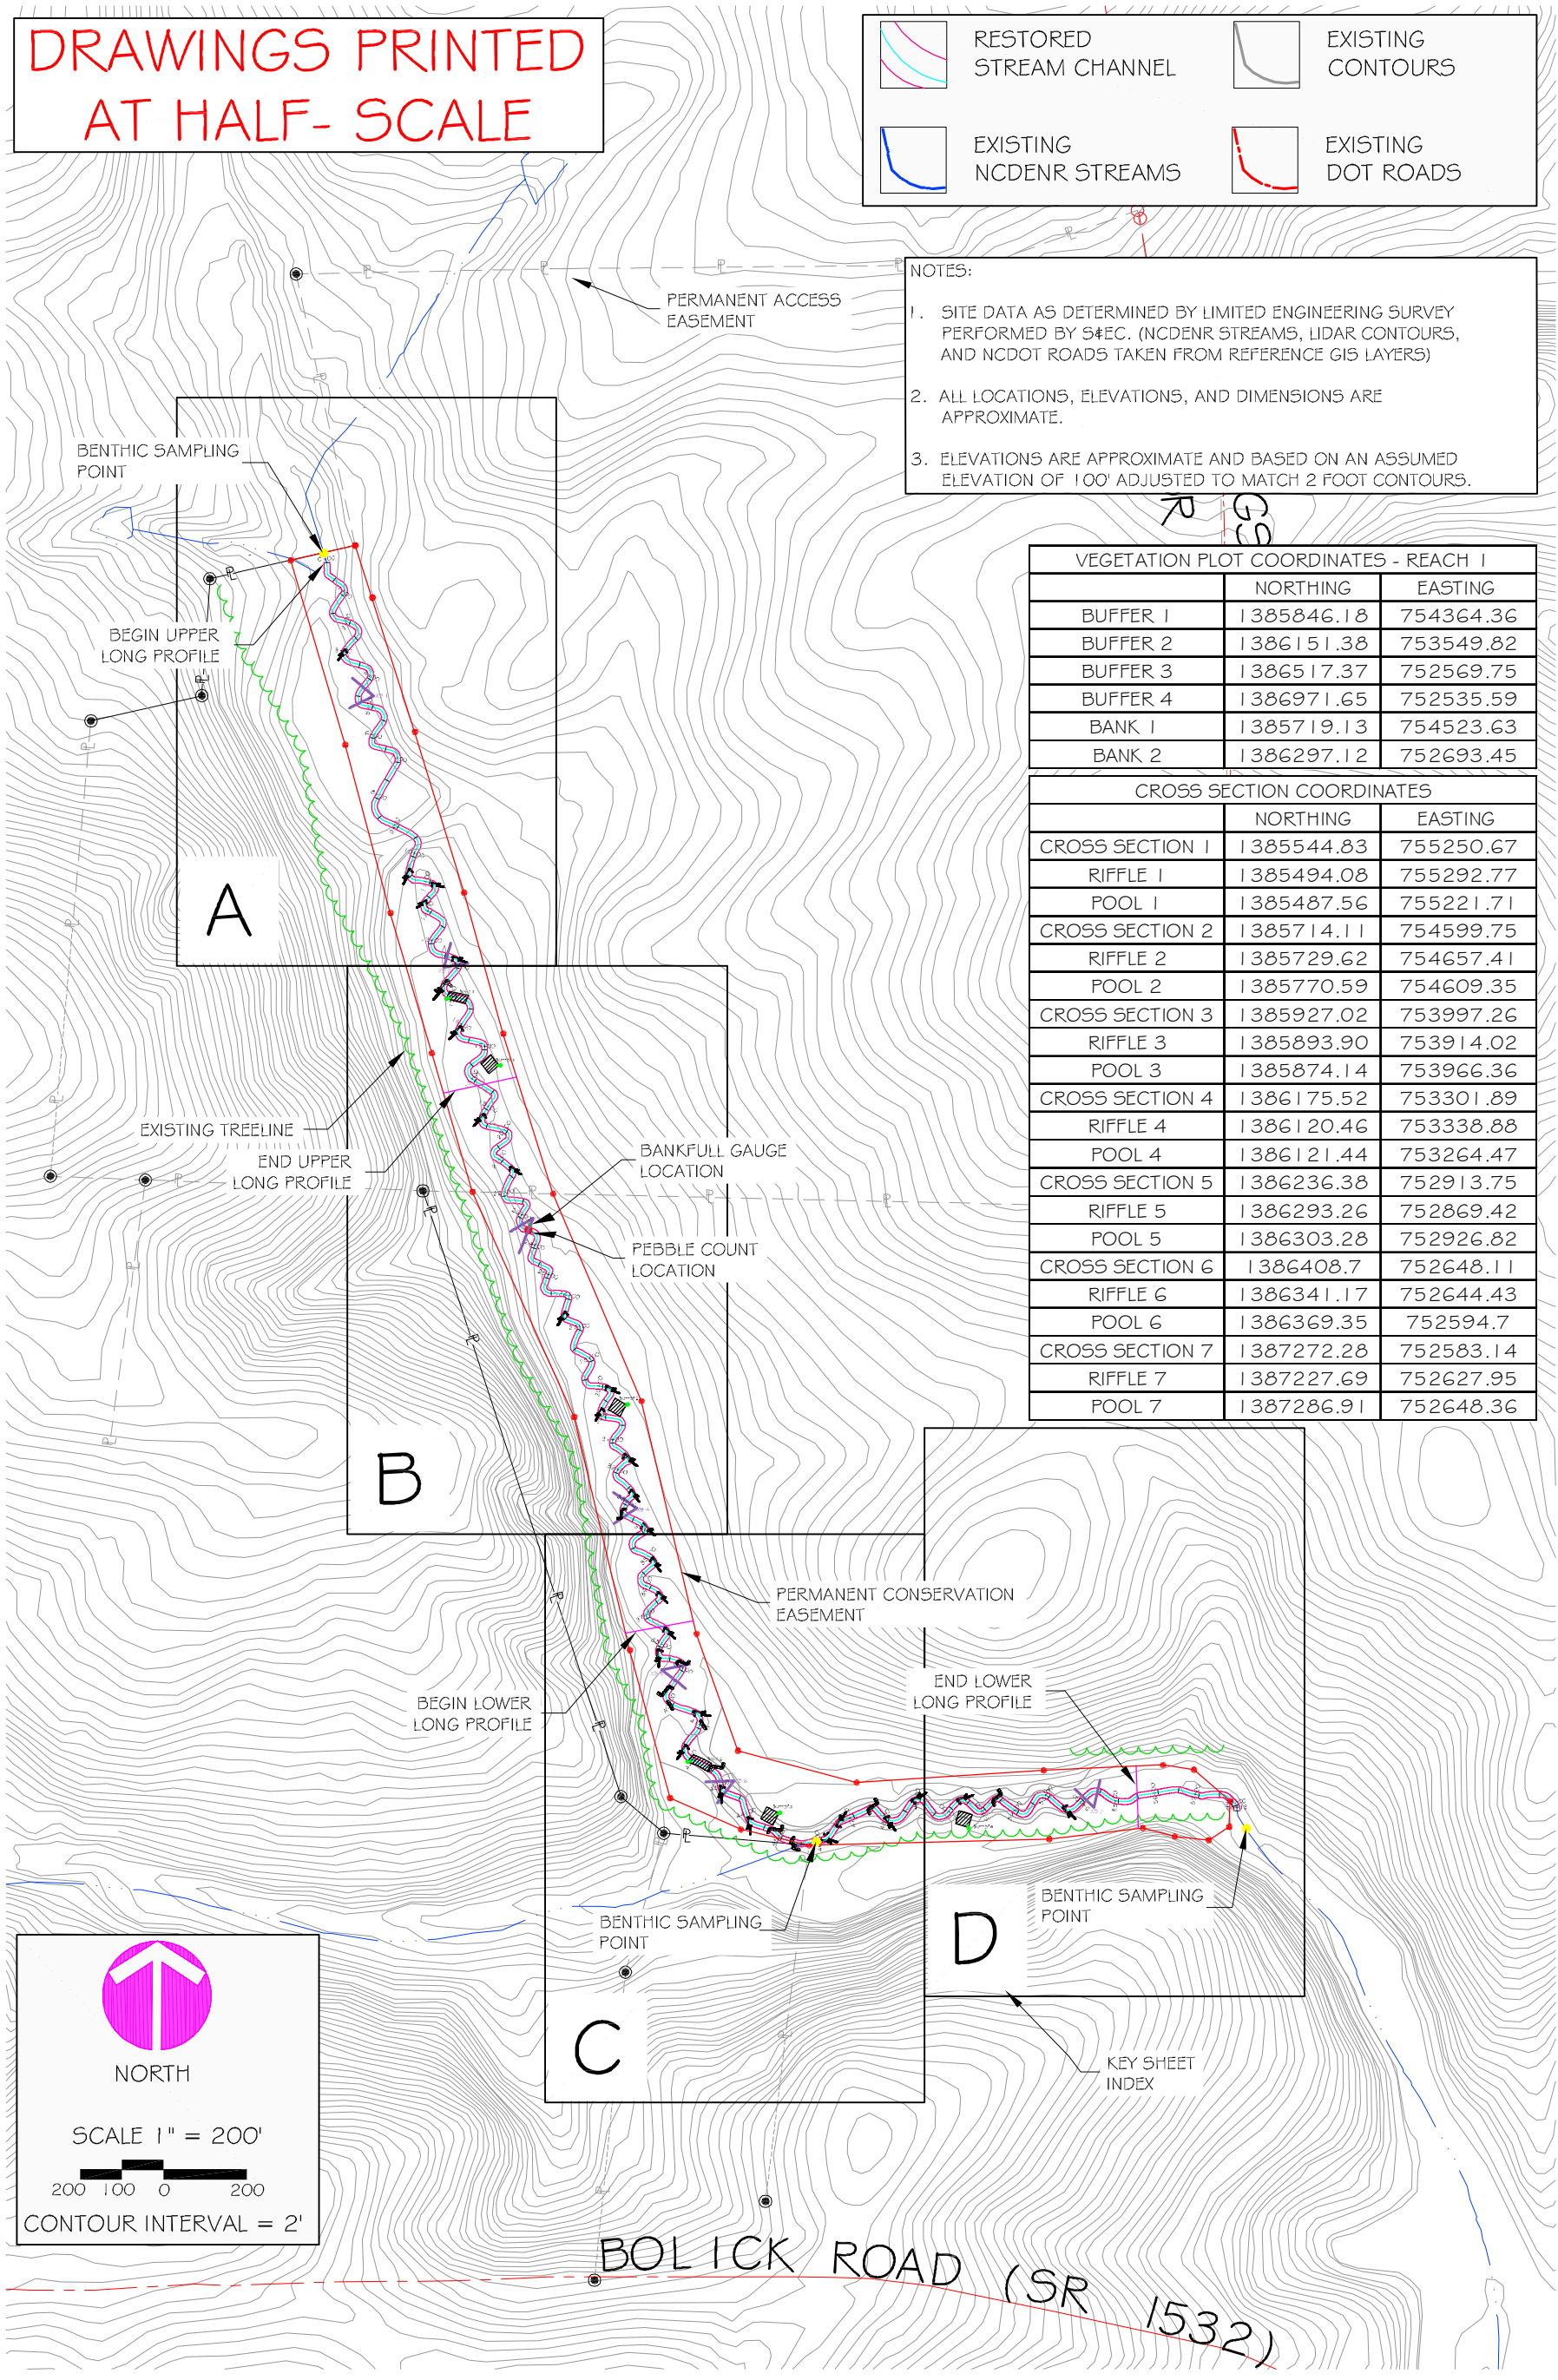 DRAWINGS PRINTED
AT HALF- SCALE
RESTORED
STREAM CHANNEL
EXISTING
CONTOURS
EXISTING
NCDENR STREAMS
EXISTING
DOT ROADS
PERMANENT ACCESS
EASEMENT
NOTES:
1. SITE DATA AS DETERMINED BY LIMITED ENGINEERING SURVEY
PERFORMED BY S&EC. (NCDENR STREAMS, LIDAR CONTOURS,
AND NCDOT ROADS TAKEN FROM REFERENCE GIS LAYERS)
2. ALL LOCATIONS, ELEVATIONS, AND DIMENSIONS ARE
APPROXIMATE.
3. ELEVATIONS ARE APPROXIMATE AND BASED ON AN ASSUMED
ELEVATION OF 100' ADJUSTED TO MATCH 2 FOOT CONTOURS.
BENTHIC SAMPLING
POINT
BEGIN UPPER
LONG PROFILE
A
VEGETATION PLOT COORDINATES - REACH 1
NORTHING EASTING
BUFFER 1 1385846.18 754364.36
BUFFER 2 1386151.38 753549.82
BUFFER 3 1386517.37 752569.75
BUFFER 4 1386971.65 752535.59
BANK 1 1385719.13 754523.63
BANK 2 1386297.12 752693.45
CROSS SECTION COORDINATES
NORTHING EASTING
CROSS SECTION 1 1385544.83 755250.67
RIFFLE 1 1385494.08 755292.77
POOL 1 1385487.56 755221.71
CROSS SECTION 2 1385714.11 754599.75
RIFFLE 2 1385729.62 754657.41
POOL 2 1385770.59 754609.35
CROSS SECTION 3 1385927.02 753997.26
RIFFLE 3 1385893.90 753914.02
POOL 3 1385874.14 753966.36
CROSS SECTION 4 1386175.52 753301.89
RIFFLE 4 1386120.46 753338.88
POOL 4 1386121.44 753264.47
CROSS SECTION 5 1386236.38 752913.75
RIFFLE 5 1386293.26 752869.42
POOL 5 1386303.28 752926.82
CROSS SECTION 6 1386408.7 752648.11
RIFFLE 6 1386341.17 752644.43
POOL 6 1386369.35 752594.7
CROSS SECTION 7 1387272.28 752583.14
RIFFLE 7 1387227.69 752627.95
POOL 7 1387286.91 752648.36
EXISTING TREELINE
END UPPER
LONG PROFILE
BANKFULL GAUGE
LOCATION
PEBBLE COUNT
LOCATION
B
PERMANENT CONSERVATION
EASEMENT
BEGIN LOWER
LONG PROFILE
END LOWER
LONG PROFILE
BENTHIC SAMPLING
POINT
BENTHIC SAMPLING
POINT
D
C
KEY SHEET
INDEX
NORTH
SCALE 1" = 200'
200 100 0 200
CONTOUR INTERVAL = 2'
BOLICK ROAD (SR 1532)